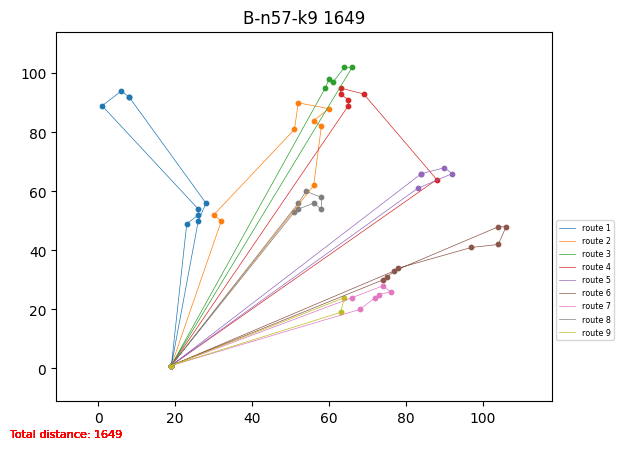 B-n57-k9 1649
100
80
60
40
20
0
0 20 40 60 80 100
route 1
route 2
route 3
route 4
route 5
route 6
route 7
route 8
route 9
Total distance: 1649